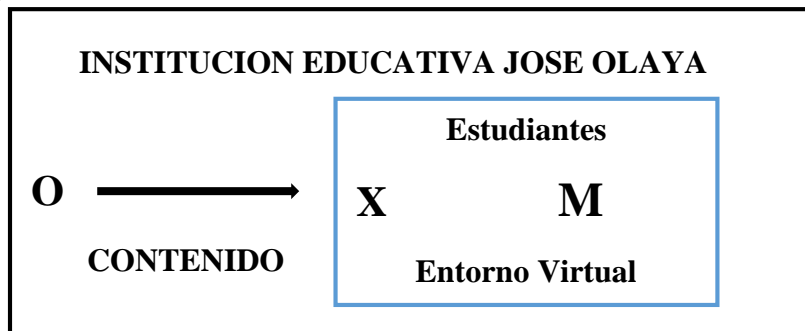 INSTITUCION EDUCATIVA JOSE OLAYA
Estudiantes
O
X M
CONTENIDO
Entorno Virtual